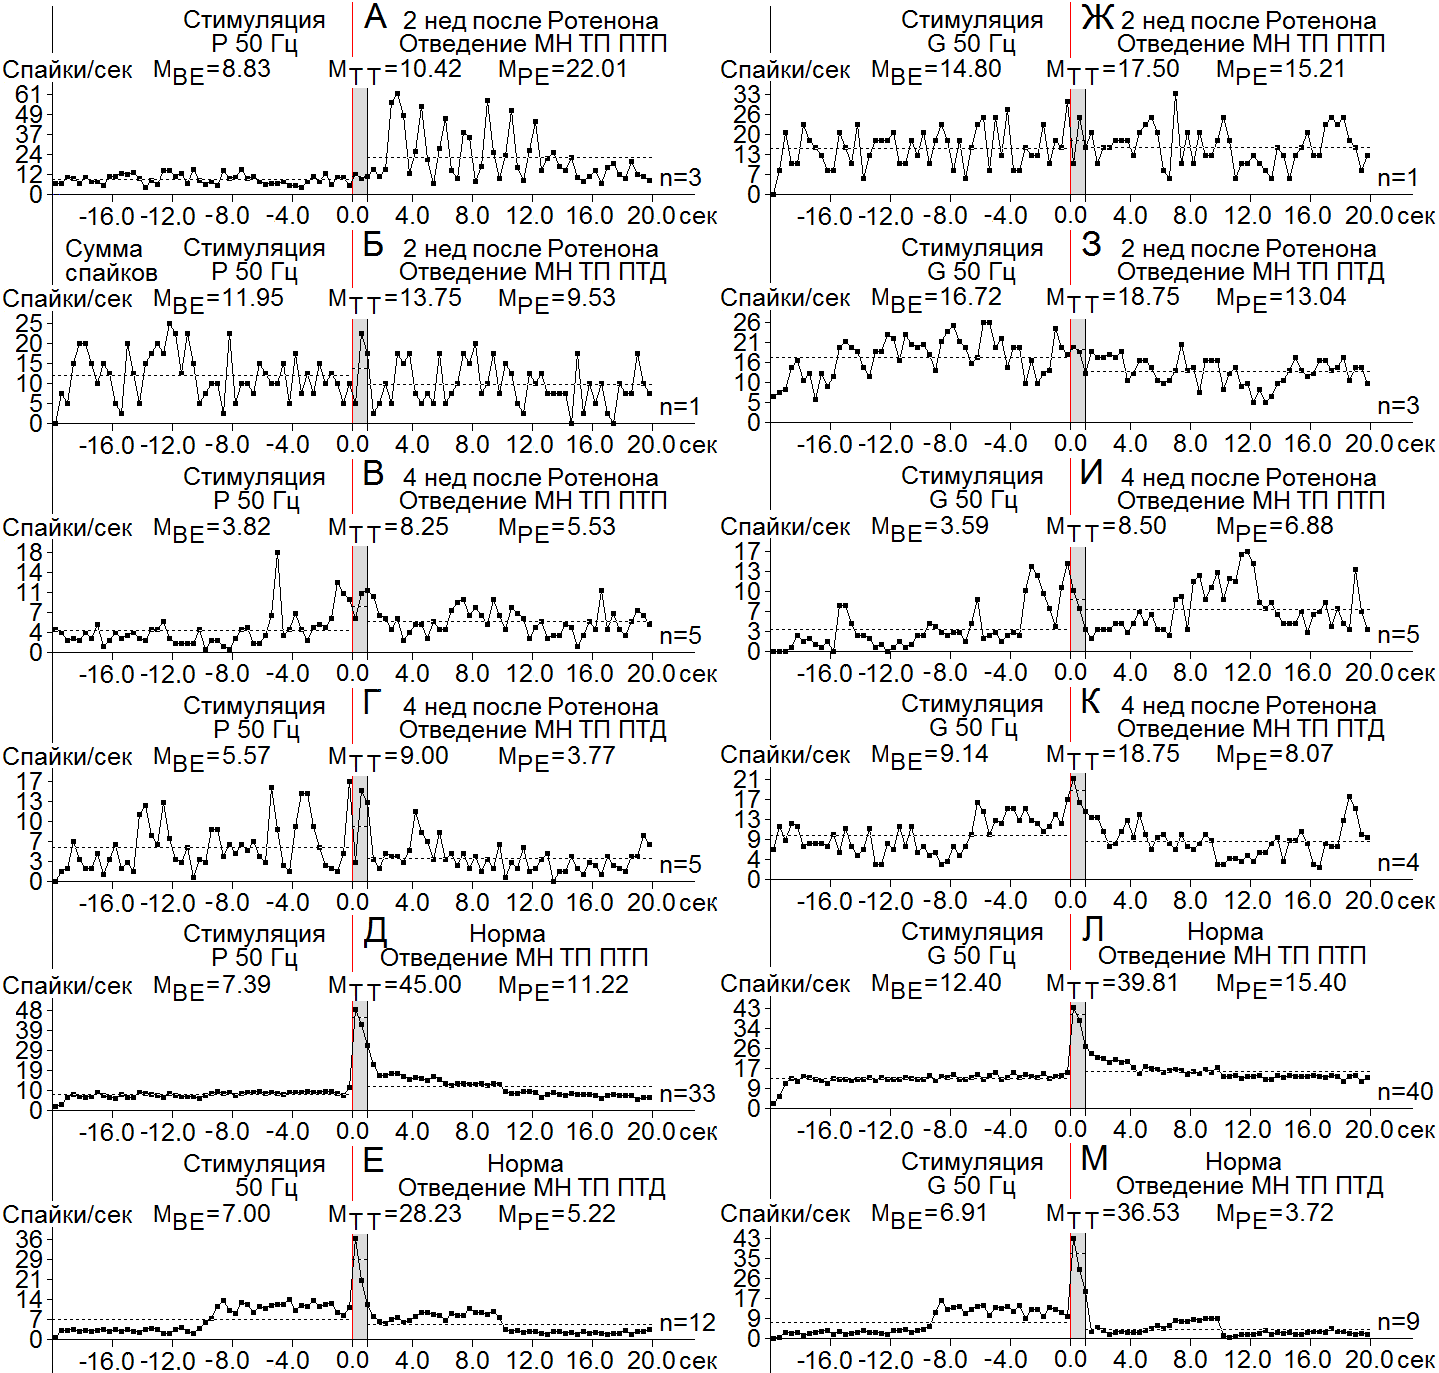 Стимуляция А 2 нед после Ротенона
P 50 Гц Отведение МН ТП ПТП
Спайки/сек MBE=8.83 MTT=10.42 MPE=22.01
61
49
37
24
12
0
n=3
-16.0 -12.0 -8.0 -4.0 0.0 4.0 8.0 12.0 16.0 20.0 сек
Сумма спайков
Стимуляция Б 2 нед после Ротенона
P 50 Гц Отведение МН ТП ПТД
Спайки/сек MBE=11.95 MTT=13.75 MPE=9.53
25
20
15
10
5
0
n=1
-16.0 -12.0 -8.0 -4.0 0.0 4.0 8.0 12.0 16.0 20.0 сек
Стимуляция В 4 нед после Ротенона
P 50 Гц Отведение МН ТП ПТП
Спайки/сек MBE=3.82 MTT=8.25 MPE=5.53
18
14
11
7
4
0
n=5
-16.0 -12.0 -8.0 -4.0 0.0 4.0 8.0 12.0 16.0 20.0 сек
Стимуляция Г 4 нед после Ротенона
P 50 Гц Отведение МН ТП ПТД
Спайки/сек MBE=5.57 MTT=9.00 MPE=3.77
17
13
10
7
3
0
n=5
-16.0 -12.0 -8.0 -4.0 0.0 4.0 8.0 12.0 16.0 20.0 сек
Стимуляция Д Норма
P 50 Гц Отведение МН ТП ПТП
Спайки/сек MBE=7.39 MTT=45.00 MPE=11.22
48
39
29
19
10
0
n=33
-16.0 -12.0 -8.0 -4.0 0.0 4.0 8.0 12.0 16.0 20.0 сек
Стимуляция Е Норма
50 Гц Отведение МН ТП ПТД
Спайки/сек MBE=7.00 MTT=28.23 MPE=5.22
36
29
21
14
7
0
n=12
-16.0 -12.0 -8.0 -4.0 0.0 4.0 8.0 12.0 16.0 20.0 сек
Стимуляция Ж 2 нед после Ротенона
G 50 Гц Отведение МН ТП ПТП
Спайки/сек MBE=14.80 MTT=17.50 MPE=15.21
33
26
20
13
7
0
n=1
-16.0 -12.0 -8.0 -4.0 0.0 4.0 8.0 12.0 16.0 20.0 сек
Стимуляция З 2 нед после Ротенона
G 50 Гц Отведение МН ТП ПТД
Спайки/сек MBE=16.72 MTT=18.75 MPE=13.04
26
21
16
10
5
0
n=3
-16.0 -12.0 -8.0 -4.0 0.0 4.0 8.0 12.0 16.0 20.0 сек
Стимуляция И 4 нед после Ротенона
G 50 Гц Отведение МН ТП ПТП
Спайки/сек MBE=3.59 MTT=8.50 MPE=6.88
17
13
10
7
3
0
n=5
-16.0 -12.0 -8.0 -4.0 0.0 4.0 8.0 12.0 16.0 20.0 сек
Стимуляция К 4 нед после Ротенона
G 50 Гц Отведение МН ТП ПТД
Спайки/сек MBE=9.14 MTT=18.75 MPE=8.07
21
17
13
9
4
0
n=4
-16.0 -12.0 -8.0 -4.0 0.0 4.0 8.0 12.0 16.0 20.0 сек
Стимуляция Л Норма
G 50 Гц Отведение МН ТП ПТП
Спайки/сек MBE=12.40 MTT=39.81 MPE=15.40
43
34
26
17
9
0
n=40
-16.0 -12.0 -8.0 -4.0 0.0 4.0 8.0 12.0 16.0 20.0 сек
Стимуляция М Норма
G 50 Гц Отведение МН ТП ПТД
Спайки/сек MBE=6.91 MTT=36.53 MPE=3.72
43
35
26
17
9
0
n=9
-16.0 -12.0 -8.0 -4.0 0.0 4.0 8.0 12.0 16.0 20.0 сек